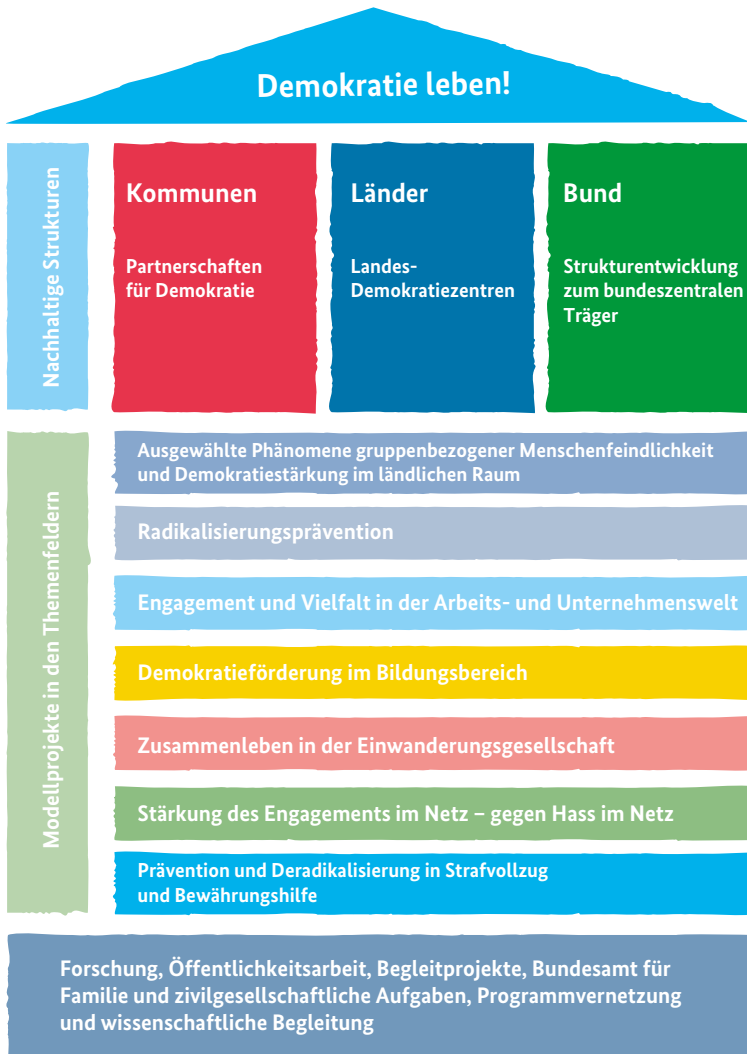 Demokratie leben!
Nachhaltige Strukturen
Kommunen
Partnerschaften
für Demokratie
Länder
Landes-
Demokratiezentren
Bund
Strukturentwicklung
zum bundeszentralen
Träger
Modellprojekte in den Themenfeldern
Ausgewählte Phänomene gruppenbezogener Menschenfeindlichkeit
und Demokratiestärkung im ländlichen Raum
Radikalisierungsprävention
Engagement und Vielfalt in der Arbeits- und Unternehmenswelt
Demokratieförderung im Bildungsbereich
Zusammenleben in der Einwanderungsgesellschaft
Stärkung des Engagements im Netz – gegen Hass im Netz
Prävention und Deradikalisierung in Strafvollzug
und Bewährungshilfe
Forschung, Öffentlichkeitsarbeit, Begleitprojekte, Bundesamt für
Familie und zivilgesellschaftliche Aufgaben, Programmvernetzung
und wissenschaftliche Begleitung